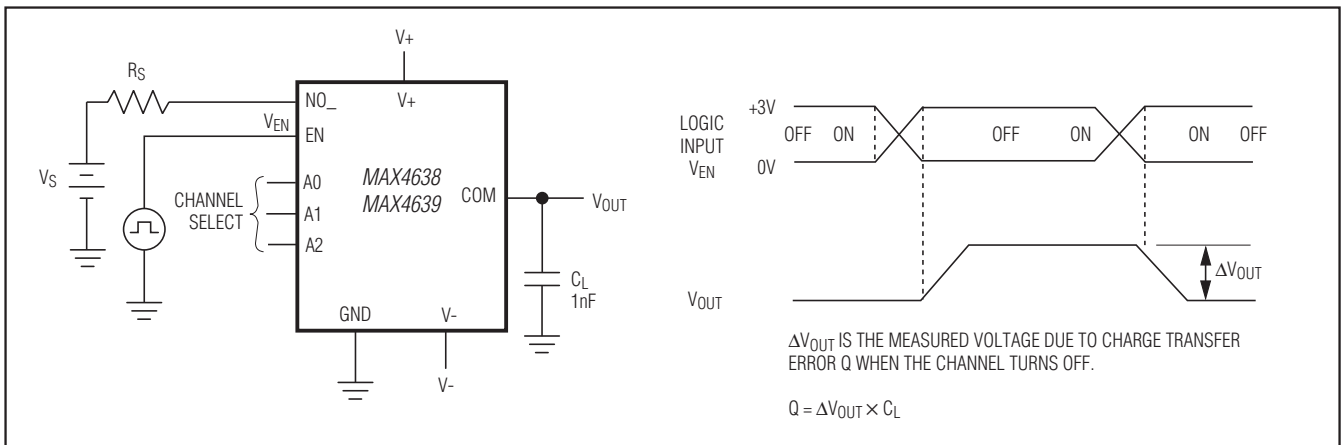 V+
RS
NO_
V+
VEN
EN
VS
A0
CHANNEL
SELECT
A1
A2
MAX4638
MAX4639
COM
VOUT
CL
1nF
GND
V-
V-
LOGIC
INPUT
VEN
+3V
0V
OFF ON OFF ON ON OFF
VOUT
ΔVOUT
ΔVOUT IS THE MEASURED VOLTAGE DUE TO CHARGE TRANSFER
ERROR Q WHEN THE CHANNEL TURNS OFF.
Q = ΔVOUT × CL